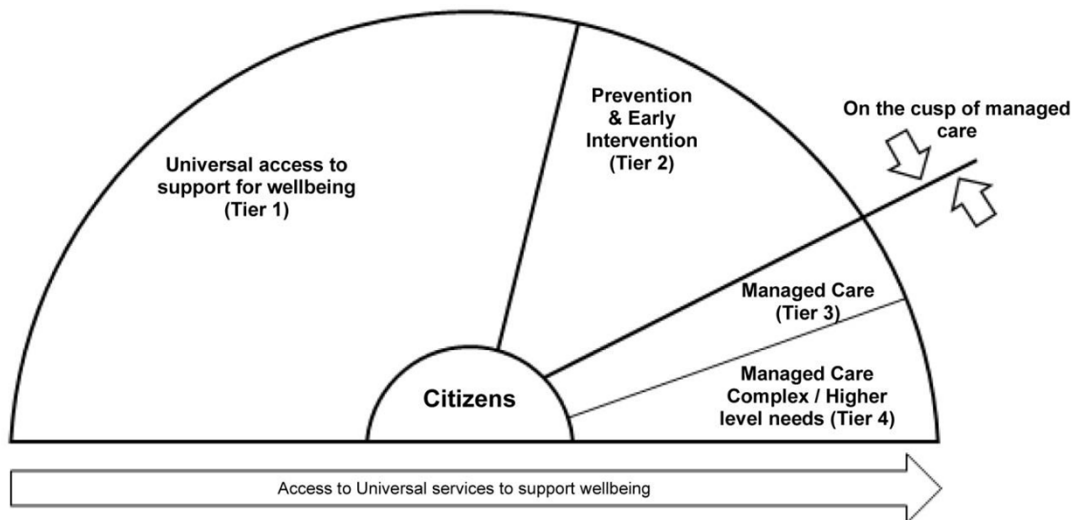 Universal access to
support for wellbeing
(Tier 1)
Prevention
& Early
Intervention
(Tier 2)
On the cusp of managed
care
Managed Care
(Tier 3)
Managed Care
Complex / Higher
level needs (Tier 4)
Citizens
Access to Universal services to support wellbeing